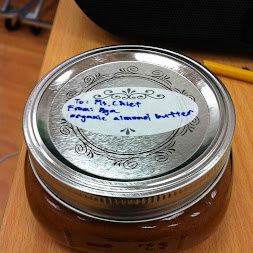 To: Ms. Chiet
From: Aya
organic almond butter